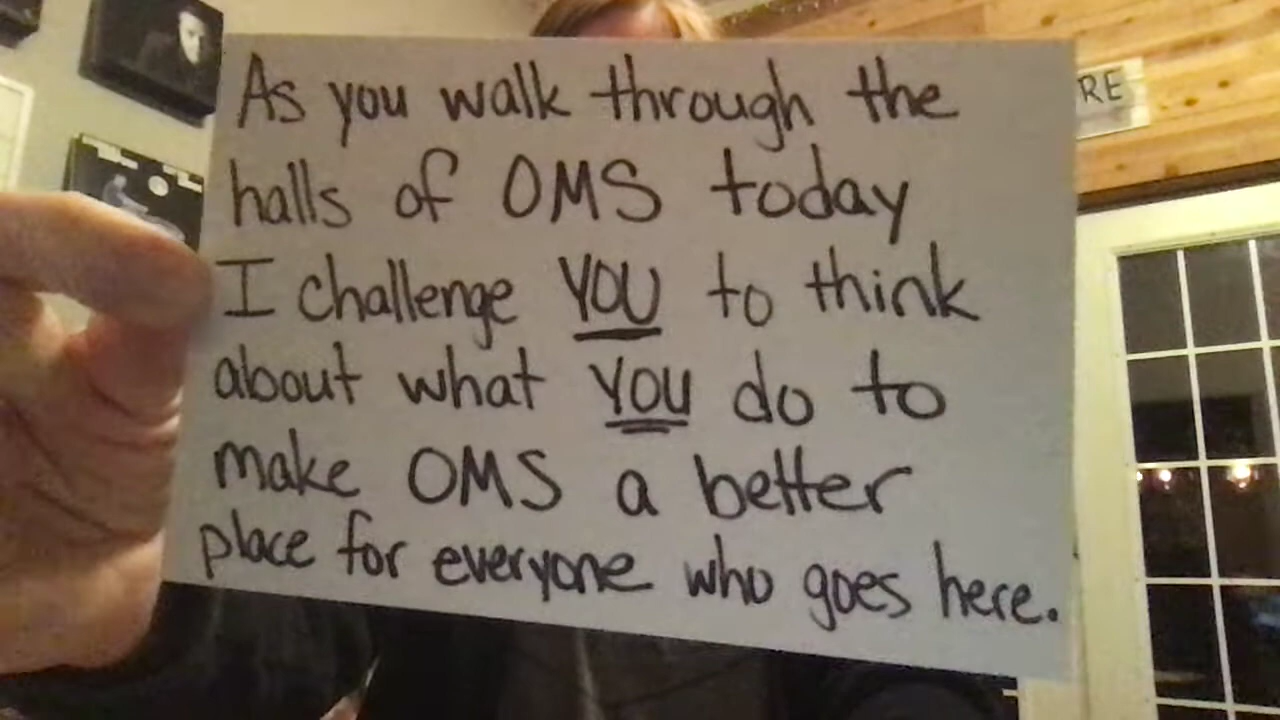 As you walk through the
halls of OMS today
I challenge YOU to think
about what YOU do to
make OMS a better
place for everyone who goes here.
RE